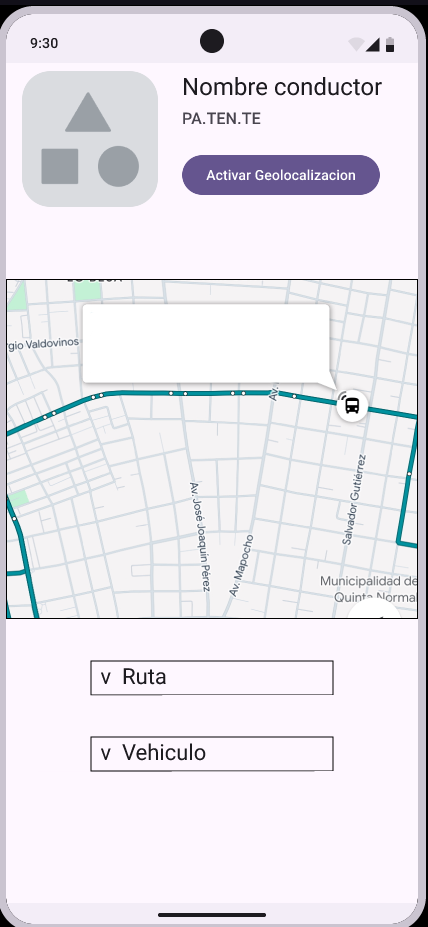 9:30
Nombre conductor
PA.TEN.TE
Activar Geolocalizacion
rgio Valdovinos
Av.
Av. José Joaquín Pérez
Av. Mapocho
Salvador Gutiérrez
Municipalidad de
Quinta Normal
v Ruta
v Vehiculo